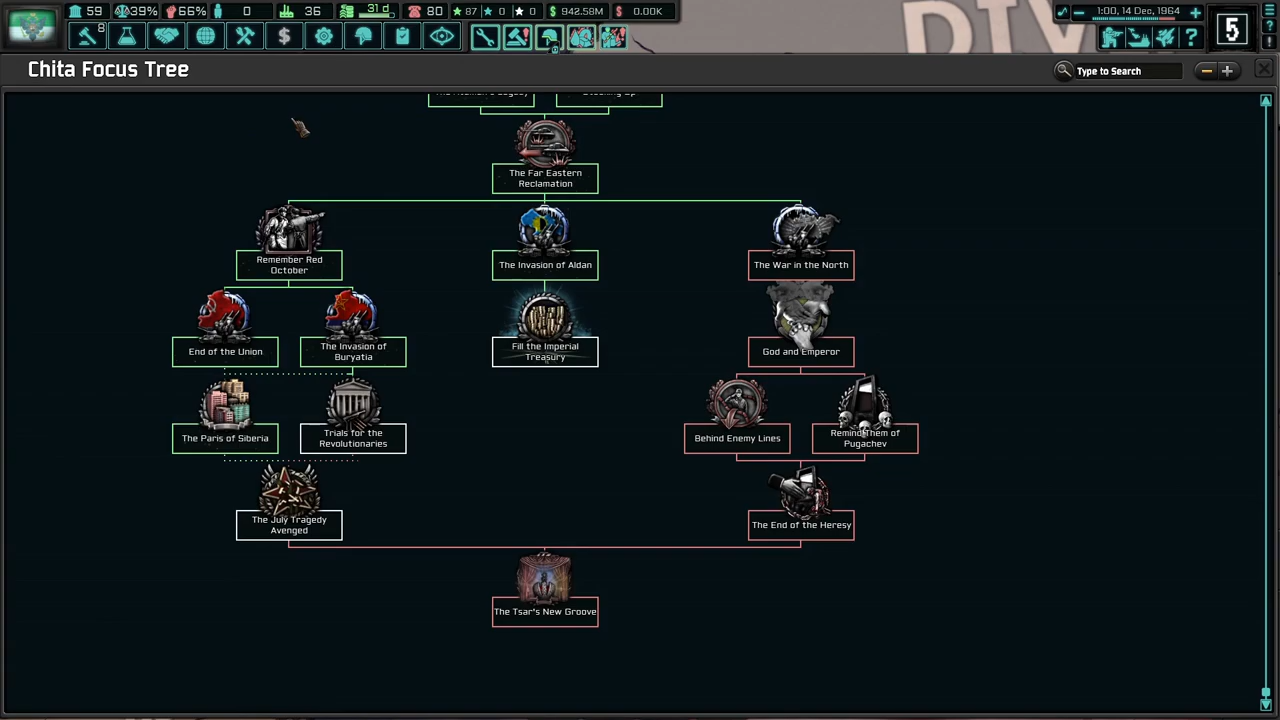 59 39% 66% 0 36 31 d 80 87 0 0 $ 942.58M $ 0.00K
1:00, 14 Dec, 1964
5
8
DIV
Chita Focus Tree
Type to Search
The Far Eastern
Reclamation
Remember Red
October
The Invasion of Aldan
The War in the North
End of the Union
The Invasion of
Buryatia
Fill the Imperial
Treasury
God and Emperor
The Paris of Siberia
Trials for the
Revolutionaries
Behind Enemy Lines
Remind Them of
Pugachev
The July Tragedy
Avenged
The End of the Heresy
The Tsar's New Groove